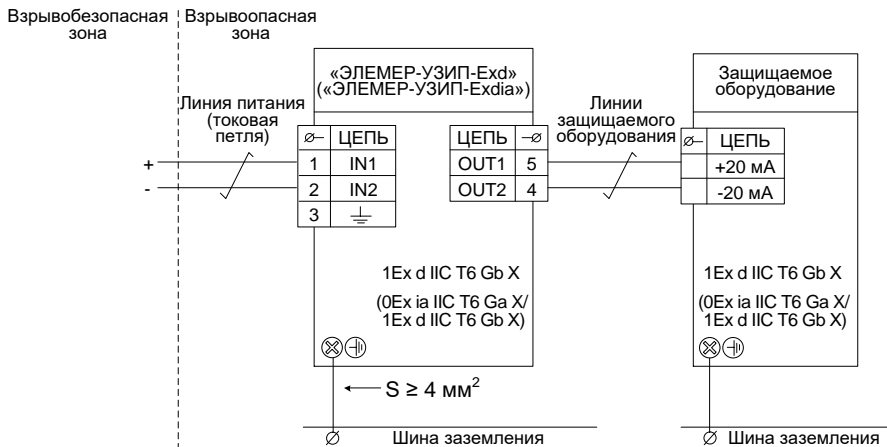 Взрывобезопасная
зона
Взрывоопасная
зона
«ЭЛЕМЕР-УЗИП-Exd»
(«ЭЛЕМЕР-УЗИП-Exdia»)
Защищаемое
оборудование
Линия питания
(токовая
петля)
Линии
защищаемого
оборудования
ЦЕПЬ
1 IN1
2 IN2
3
ЦЕПЬ
OUT1 5
OUT2 4
ЦЕПЬ
+20 мА
-20 мА
+
-
1Ex d IIC T6 Gb X
(0Ex ia IIC T6 Ga X/
1Ex d IIC T6 Gb X)
1Ex d IIC T6 Gb X
(0Ex ia IIC T6 Ga X/
1Ex d IIC T6 Gb X)
S ≥ 4 мм²
Шина заземления
Шина заземления